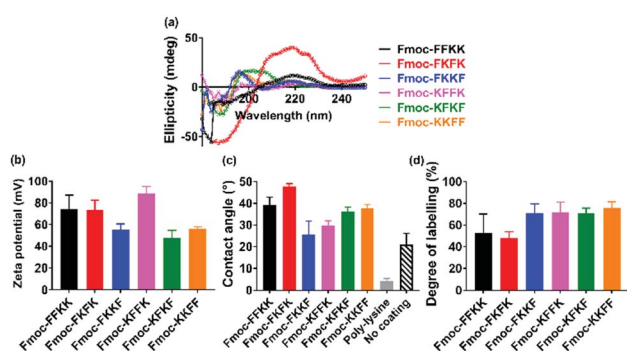 (a)
Ellipticity (mdeg)
50
0
-50
200
240
Wavelength (nm)
Fmoc-FFKK
Fmoc-FKFK
Fmoc-FKKF
Fmoc-KFFK
Fmoc-KFKF
Fmoc-KKFF
(b)
Zeta potential (mV)
100
80
60
40
20
0
Fmoc-FFKK
Fmoc-FKFK
Fmoc-FKKF
Fmoc-KFFK
Fmoc-KFKF
Fmoc-KKFF
(c)
Contact angle (°)
60
50
40
30
20
10
0
Fmoc-FFKK
Fmoc-FKFK
Fmoc-FKKF
Fmoc-KFFK
Fmoc-KFKF
Fmoc-KKFF
Poly-lysine
No coating
(d)
Degree of labelling (%)
100
80
60
40
20
0
Fmoc-FFKK
Fmoc-FKFK
Fmoc-FKKF
Fmoc-KFFK
Fmoc-KFKF
Fmoc-KKFF